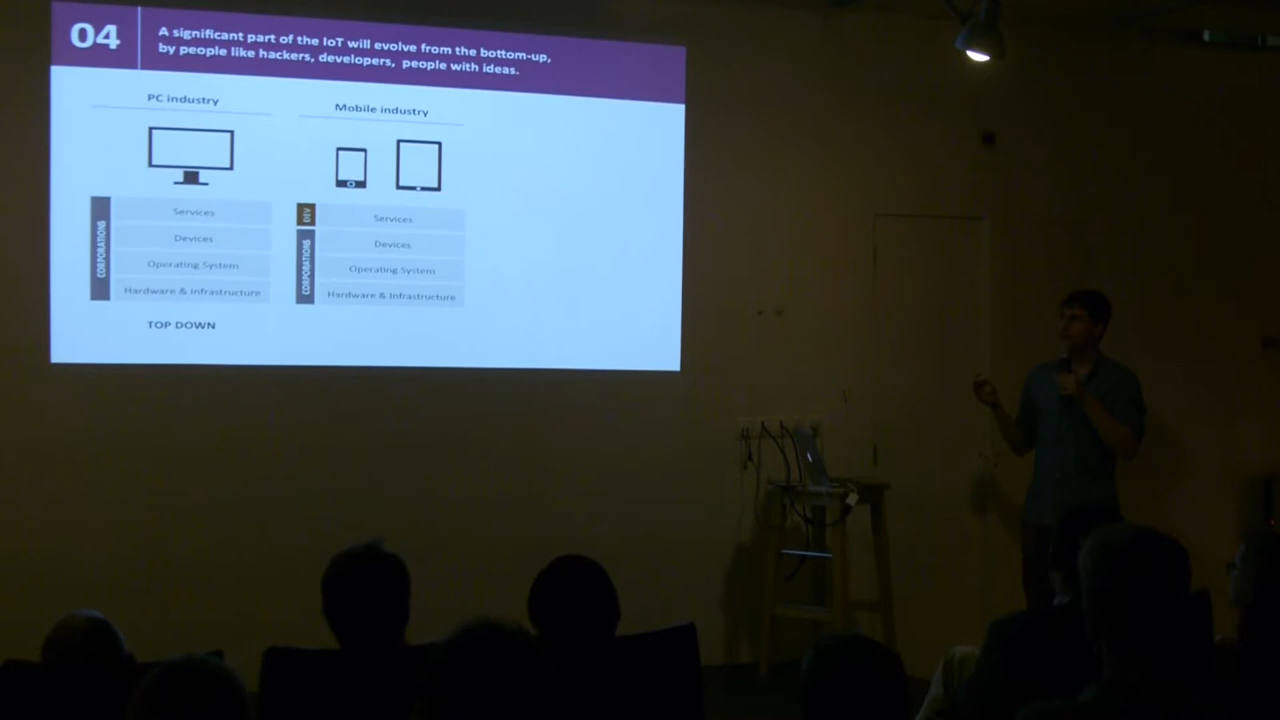 04
A significant part of the IoT will evolve from the bottom-up,
by people like hackers, developers, people with ideas.
PC industry
CORPORATIONS
Services
Devices
Operating System
Hardware & Infrastructure
TOP DOWN
Mobile industry
DEV
CORPORATIONS
Services
Devices
Operating System
Hardware & Infrastructure